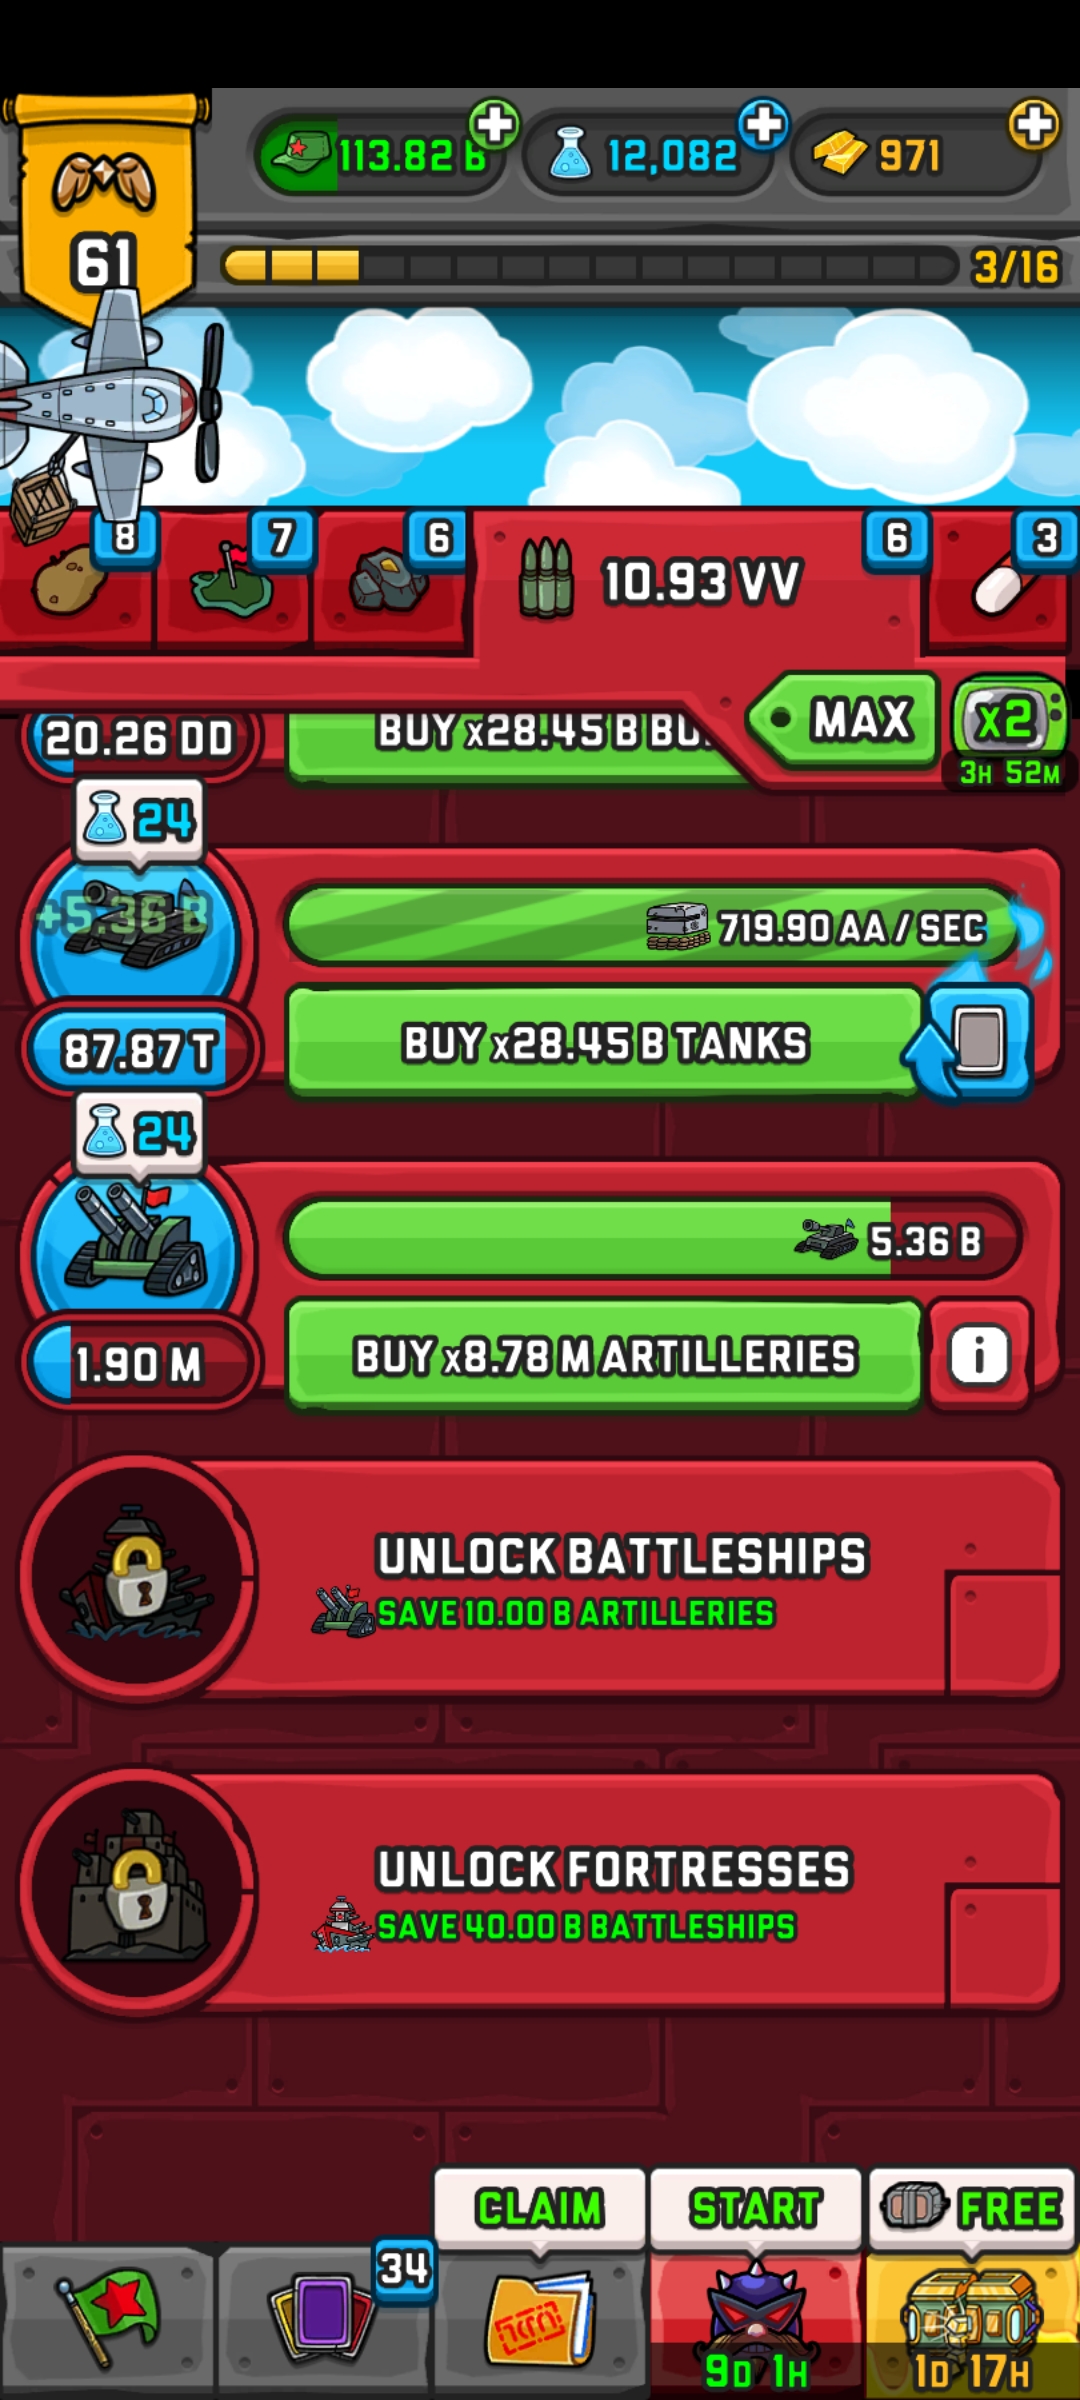 113.82 B
12,082
971
61
3/16
8
7
6
10.93 VV
6
3
MAX
x2
3H 52M
20.26 DD
BUY x28.45 B BU
24
+5.36 B
719.90 AA / SEC
87.87 T
BUY x28.45 B TANKS
24
5.36 B
1.90 M
BUY x8.78 M ARTILLERIES
i
UNLOCK BATTLESHIPS
SAVE 10.00 B ARTILLERIES
UNLOCK FORTRESSES
SAVE 40.00 B BATTLESHIPS
CLAIM
START
FREE
34
9D 1H
1D 17H